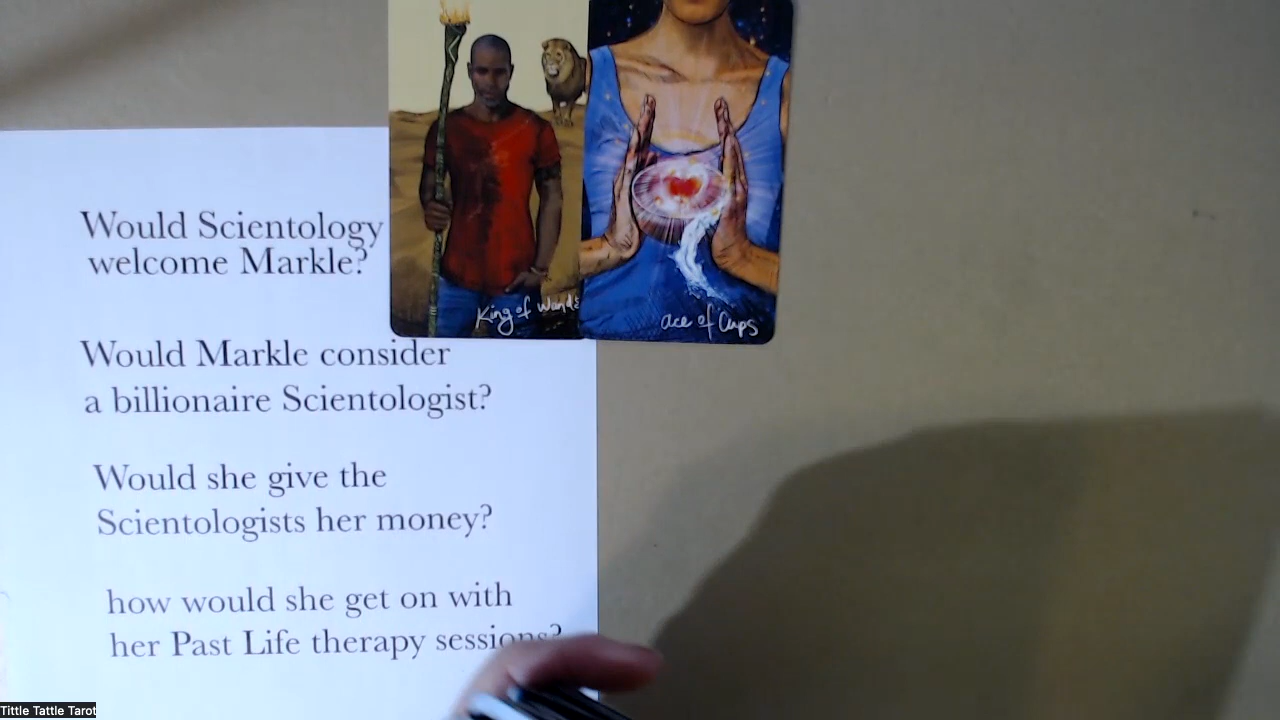 King of Wands
Ace of Cups
Would Scientology
welcome Markle?
Would Markle consider
a billionaire Scientologist?
Would she give the
Scientologists her money?
how would she get on with
her Past Life therapy sessions?
Tittle Tattle Tarot